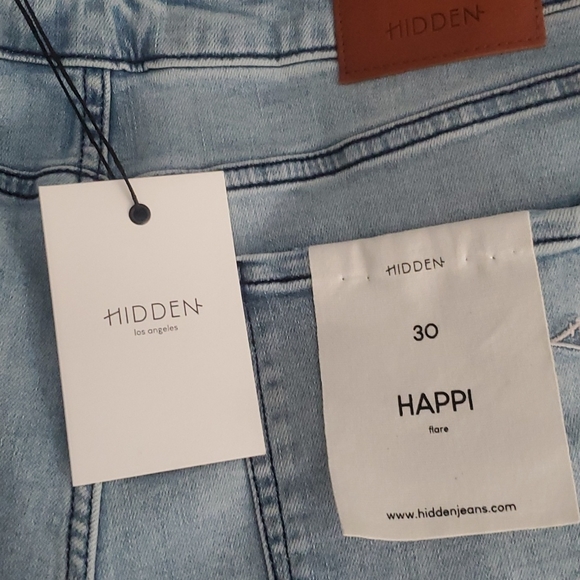 HIDDEN
HIDDEN
los angeles
HIDDEN
30
HAPPI
flare
www.hiddenjeans.com